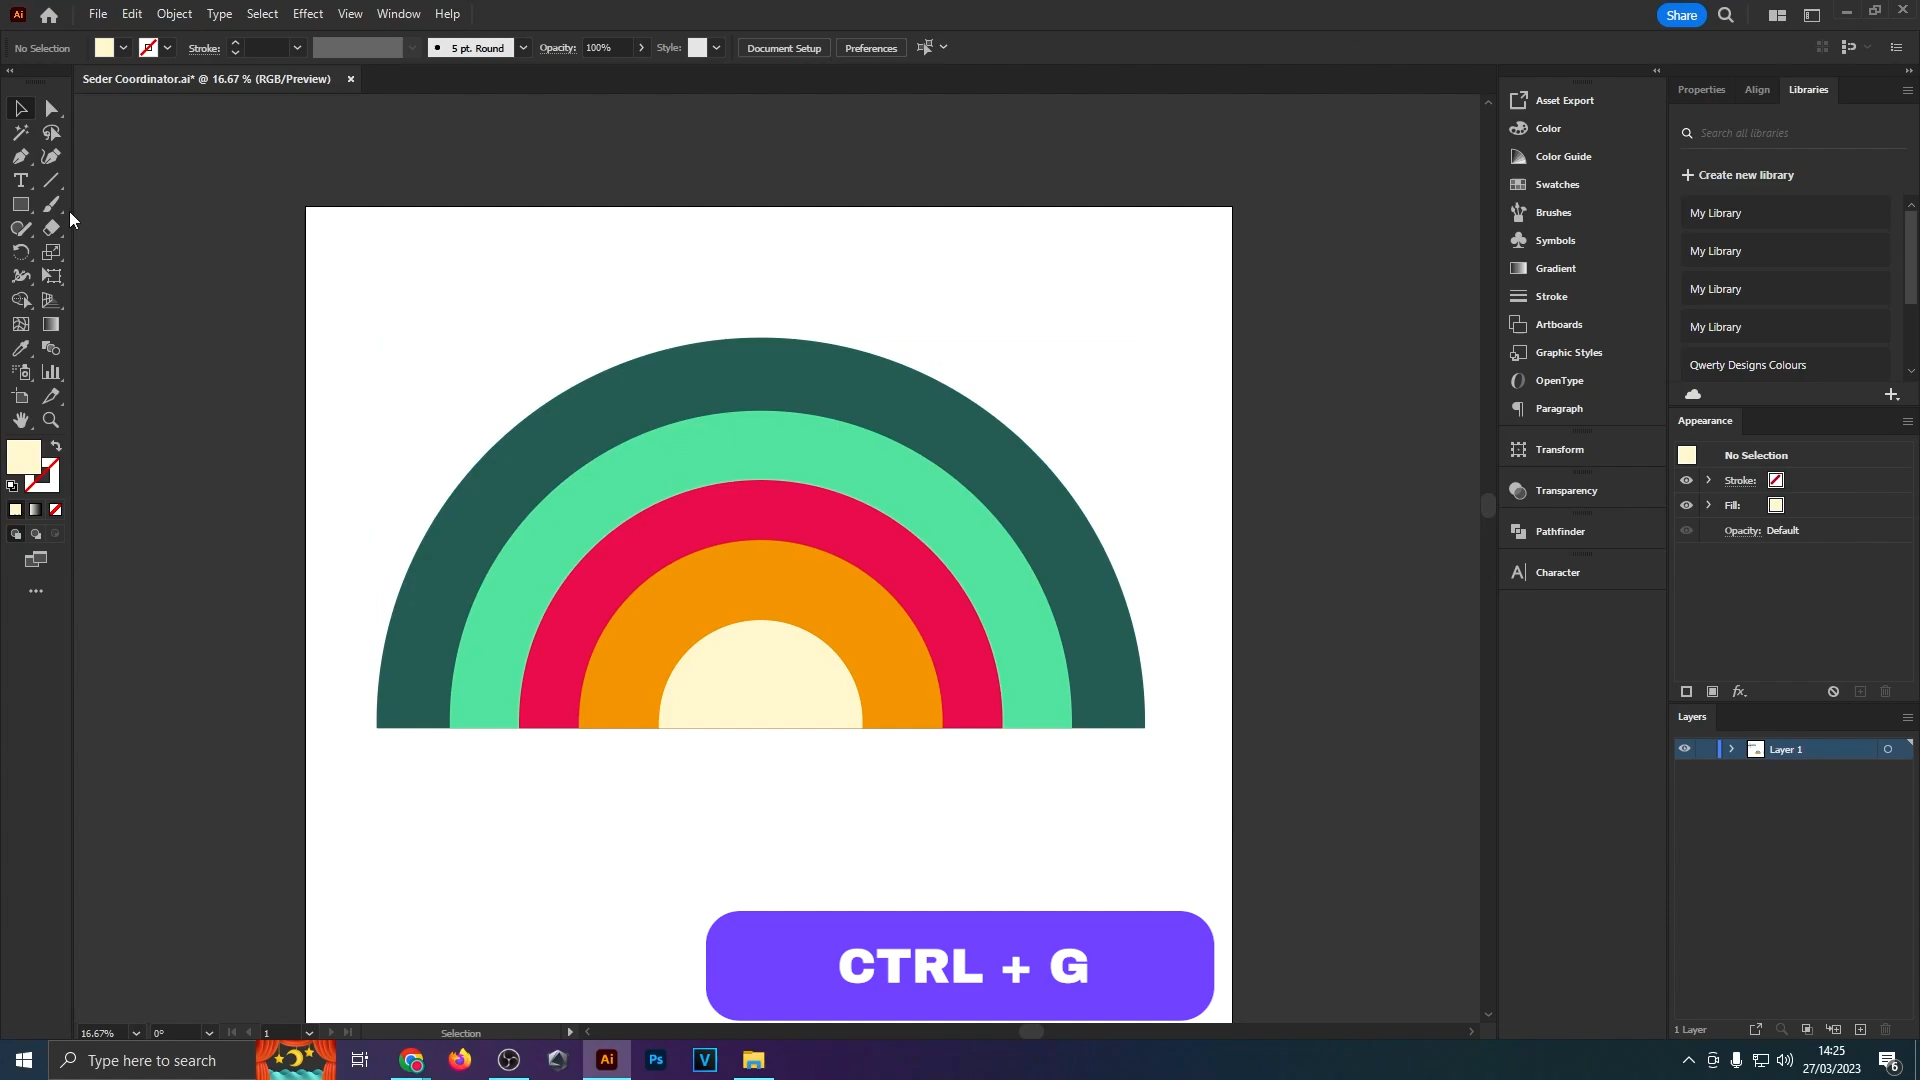 Ai
File Edit Object Type Select Effect View Window Help
Share
No Selection
Stroke:
5 pt. Round
Opacity: 100%
Style:
Document Setup
Preferences
Seder Coordinator.ai* @ 16.67 % (RGB/Preview)
Asset Export
Color
Color Guide
Swatches
Brushes
Symbols
Gradient
Stroke
Artboards
Graphic Styles
OpenType
Paragraph
Transform
Transparency
Pathfinder
Character
Properties Align Libraries
Search all libraries
Create new library
My Library
My Library
My Library
My Library
Qwerty Designs Colours
Appearance
No Selection
Stroke:
Fill:
Opacity: Default
Layers
Layer 1
1 Layer
CTRL + G
16.67%
0°
1
Selection
Type here to search
Ai
Ps
V
14:25
27/03/2023
6